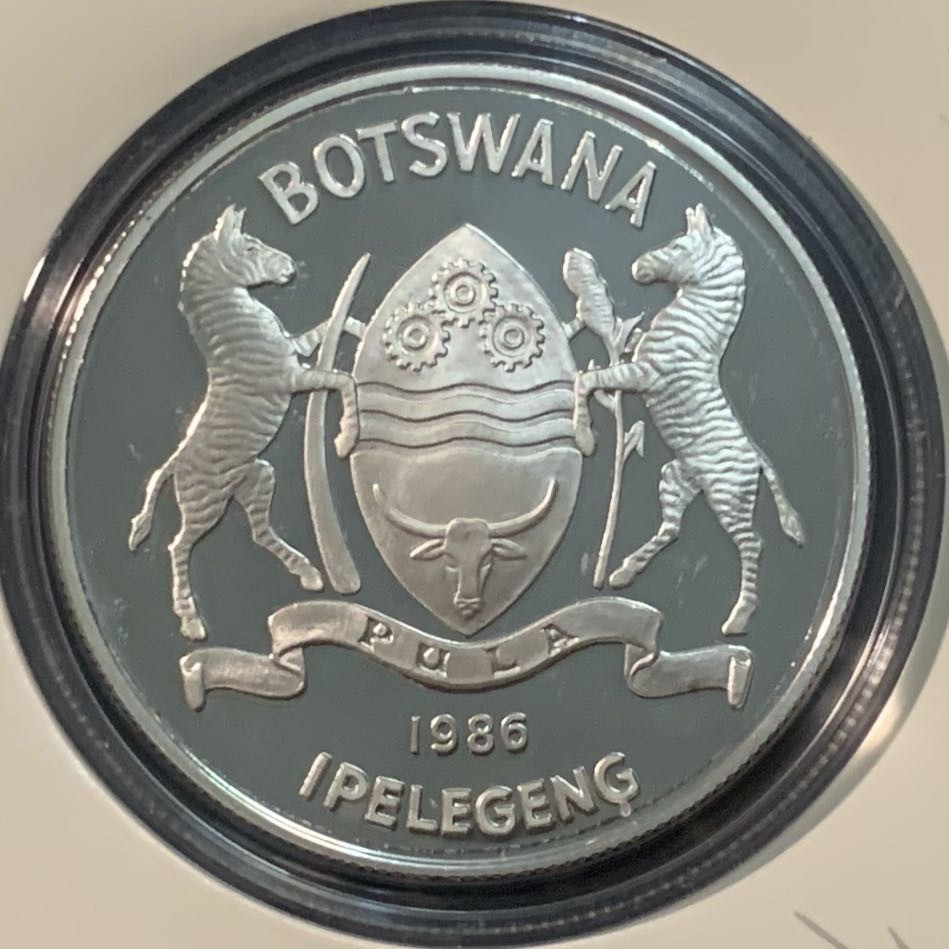 BOTSWANA
PULA
1986
IPELEGENG